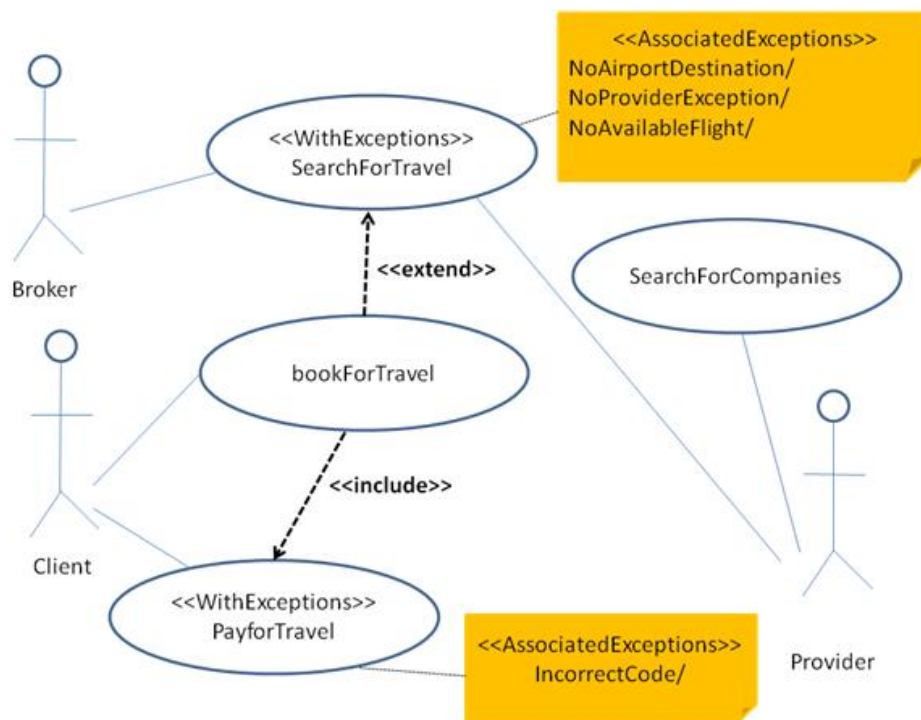 <<AssociatedExceptions>>
NoAirportDestination/
NoProviderException/
NoAvailableFlight/
<<WithExceptions>>
SearchForTravel
<<extend>>
SearchForCompanies
Broker
bookForTravel
<<include>>
Client
<<WithExceptions>>
PayforTravel
<<AssociatedExceptions>>
IncorrectCode/
Provider